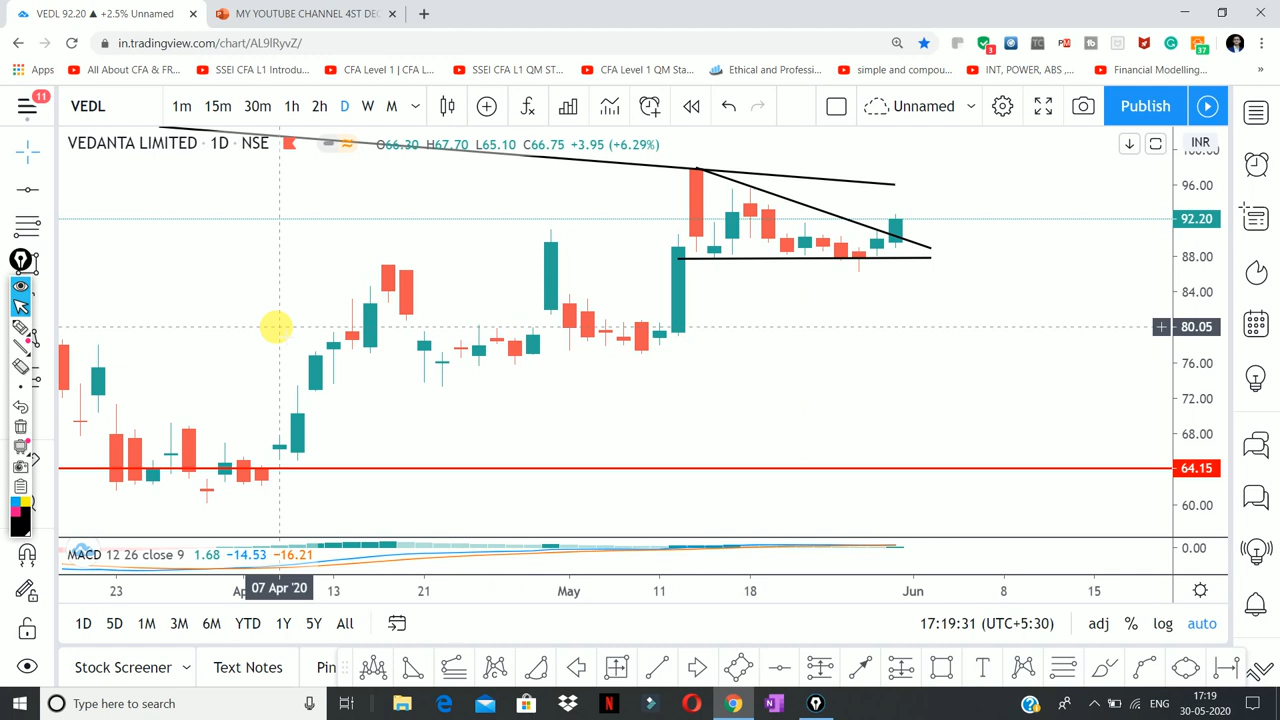 VEDL 92.20 ▲ +2.5% Unnamed
MY YOUTUBE CHANNEL 4ST DEC
in.tradingview.com/chart/AL9lRyvZ/
3
37
Apps All About CFA & FR... SSEI CFA L1 Introdu... CFA Level 1 | CFA L... SSEI CFA L1 QM ST... CFA Level 1 QM Sta... Ethical and Professi... simple and compou... INT, POWER, ABS ,... Financial Modelling... »
11
VEDL 1m 15m 30m 1h 2h D W M Unnamed Publish
VEDANTA LIMITED · 1D · NSE O66.30 H67.70 L65.10 C66.75 +3.95 (+6.29%)
INR
100.00
96.00
92.20
88.00
84.00
80.05
76.00
72.00
68.00
64.15
60.00
MACD 12 26 close 9 1.68 −14.53 −16.21
0.00
23 07 Apr '20 13 21 May 11 18 Jun 8 15
1D 5D 1M 3M 6M YTD 1Y 5Y All 17:19:31 (UTC+5:30) adj % log auto
Stock Screener Text Notes Pin
Type here to search
ENG
17:19
30-05-2020